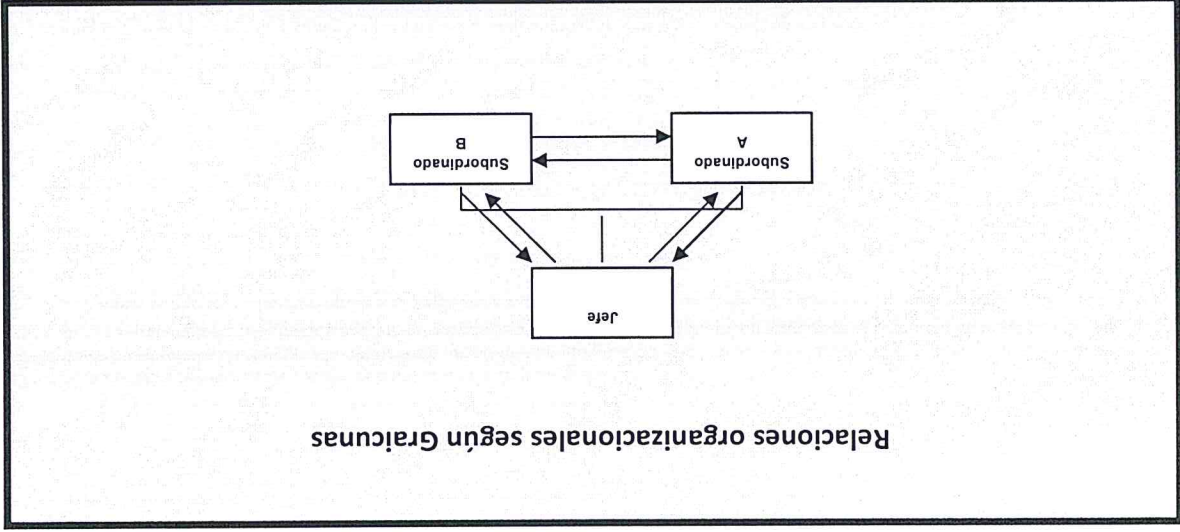 Relaciones organizacionales según Graicunas
Jefe
Subordinado
A
Subordinado
B